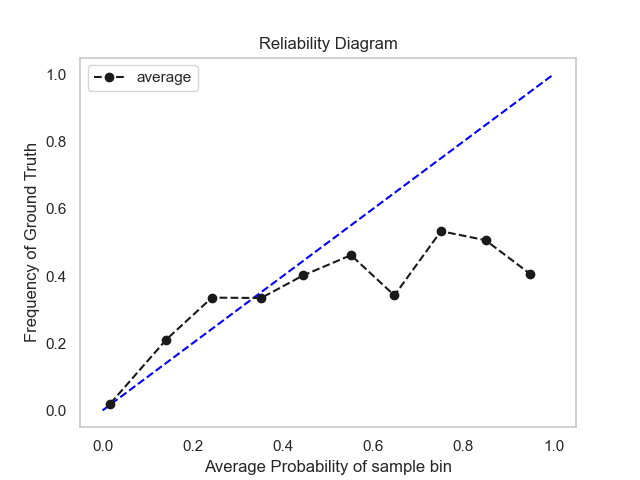 Reliability Diagram
average
1.0
0.8
0.6
0.4
0.2
0.0
Frequency of Ground Truth
0.0 0.2 0.4 0.6 0.8 1.0
Average Probability of sample bin